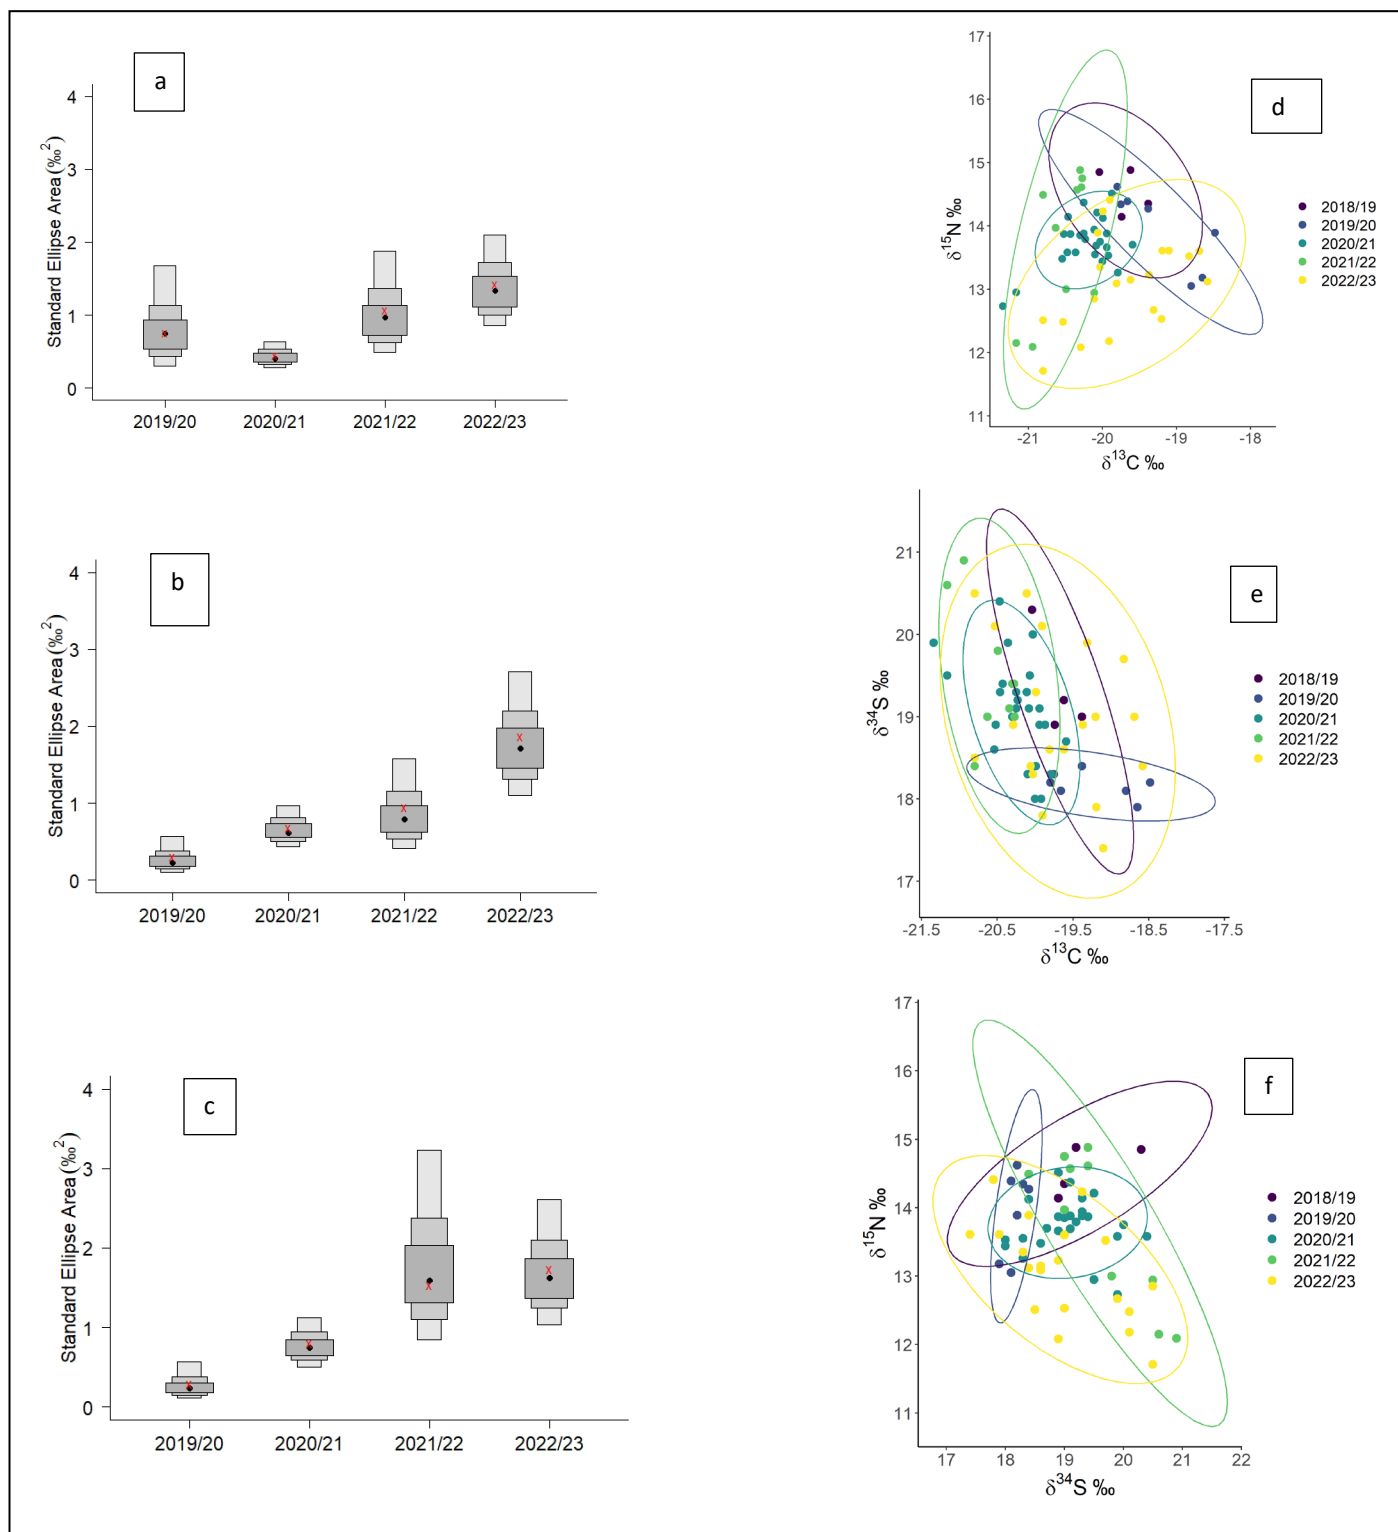 a
4
3
2
1
0
Standard Ellipse Area (‰²)
2019/20 2020/21 2021/22 2022/23
d
17
16
15
14
13
12
11
δ¹⁵N ‰
-21 -20 -19 -18
δ¹³C ‰
2018/19
2019/20
2020/21
2021/22
2022/23
b
4
3
2
1
0
Standard Ellipse Area (‰²)
2019/20 2020/21 2021/22 2022/23
e
21
20
19
18
17
δ³⁴S ‰
-21.5 -20.5 -19.5 -18.5 -17.5
δ¹³C ‰
2018/19
2019/20
2020/21
2021/22
2022/23
c
4
3
2
1
0
Standard Ellipse Area (‰²)
2019/20 2020/21 2021/22 2022/23
f
17
16
15
14
13
12
11
δ¹⁵N ‰
17 18 19 20 21 22
δ³⁴S ‰
2018/19
2019/20
2020/21
2021/22
2022/23